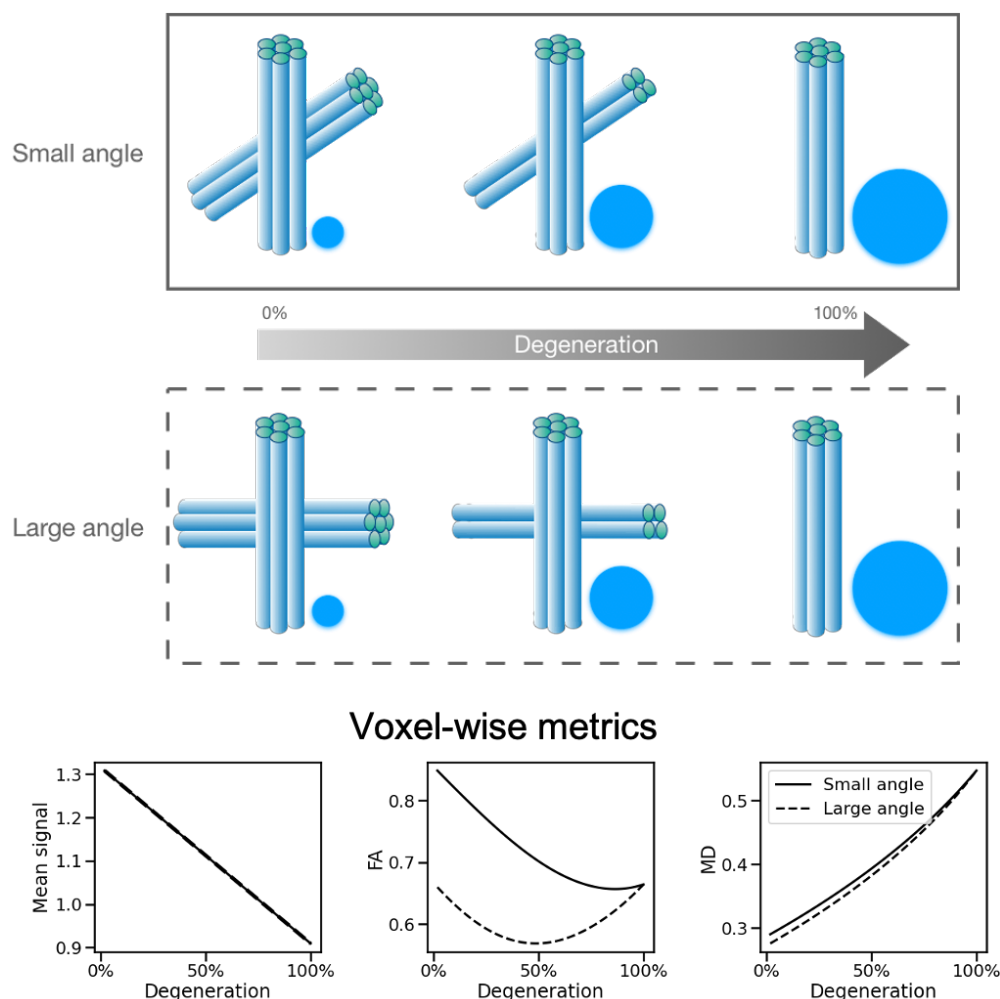 Small angle
0%
100%
Degeneration
Large angle
Voxel-wise metrics
Mean signal
1.3
1.2
1.1
1.0
0.9
0%
50%
100%
Degeneration
FA
0.8
0.7
0.6
0%
50%
100%
Degeneration
MD
0.5
0.4
0.3
Small angle
Large angle
0%
50%
100%
Degeneration